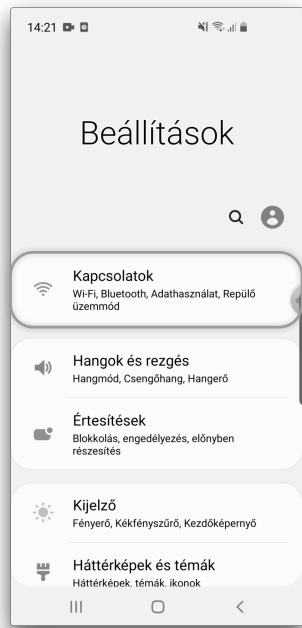 14:21
Beállítások
Kapcsolatok
Wi-Fi, Bluetooth, Adathasználat, Repülő
üzemmód
Hangok és rezgés
Hangmód, Csengőhang, Hangerő
Értesítések
Blokkolás, engedélyezés, előnyben
részesítés
Kijelző
Fényerő, Kékfényszűrő, Kezdőképernyő
Háttérképek és témák
Háttérképek, témák, ikonok